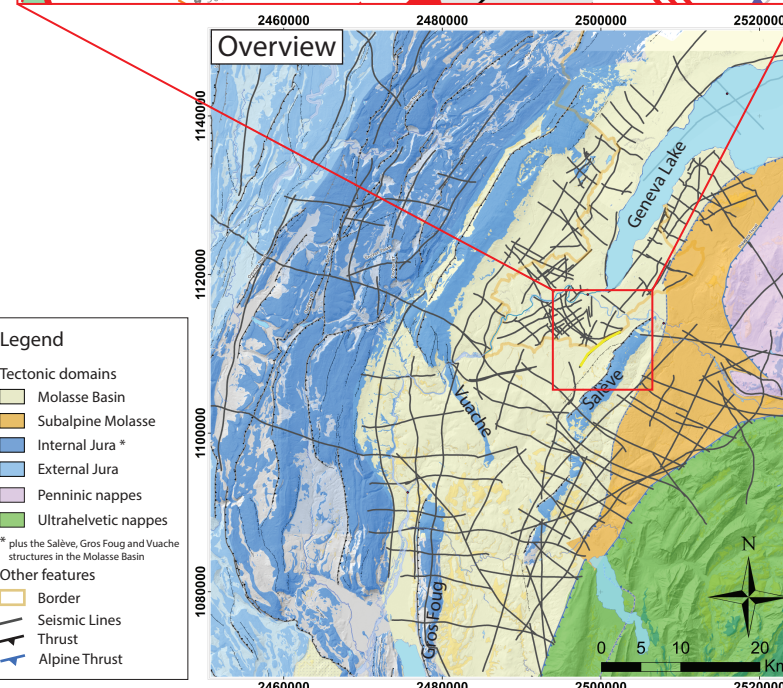 2460000
2480000
2500000
2520000
Overview
1140000
1120000
1100000
1080000
Geneva Lake
Salève
Vuache
Gros Foug
Legend
Tectonic domains
Molasse Basin
Subalpine Molasse
Internal Jura *
External Jura
Penninic nappes
Ultrahelvetic nappes
* plus the Salève, Gros Foug and Vuache
structures in the Molasse Basin
Other features
Border
Seismic Lines
Thrust
Alpine Thrust
N
0 5 10 20
Km
2460000
2480000
2500000
2520000